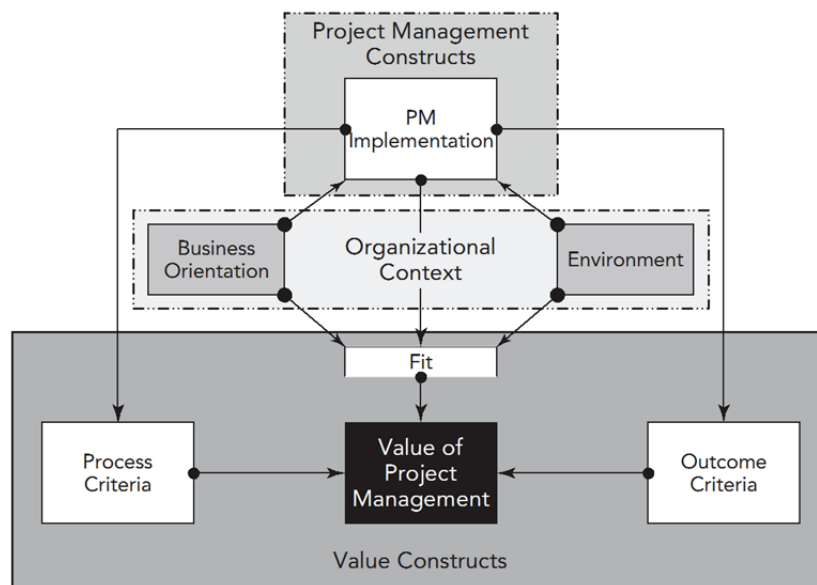 Project Management
Constructs
PM
Implementation
Business
Orientation
Organizational
Context
Environment
Fit
Process
Criteria
Value of
Project
Management
Outcome
Criteria
Value Constructs